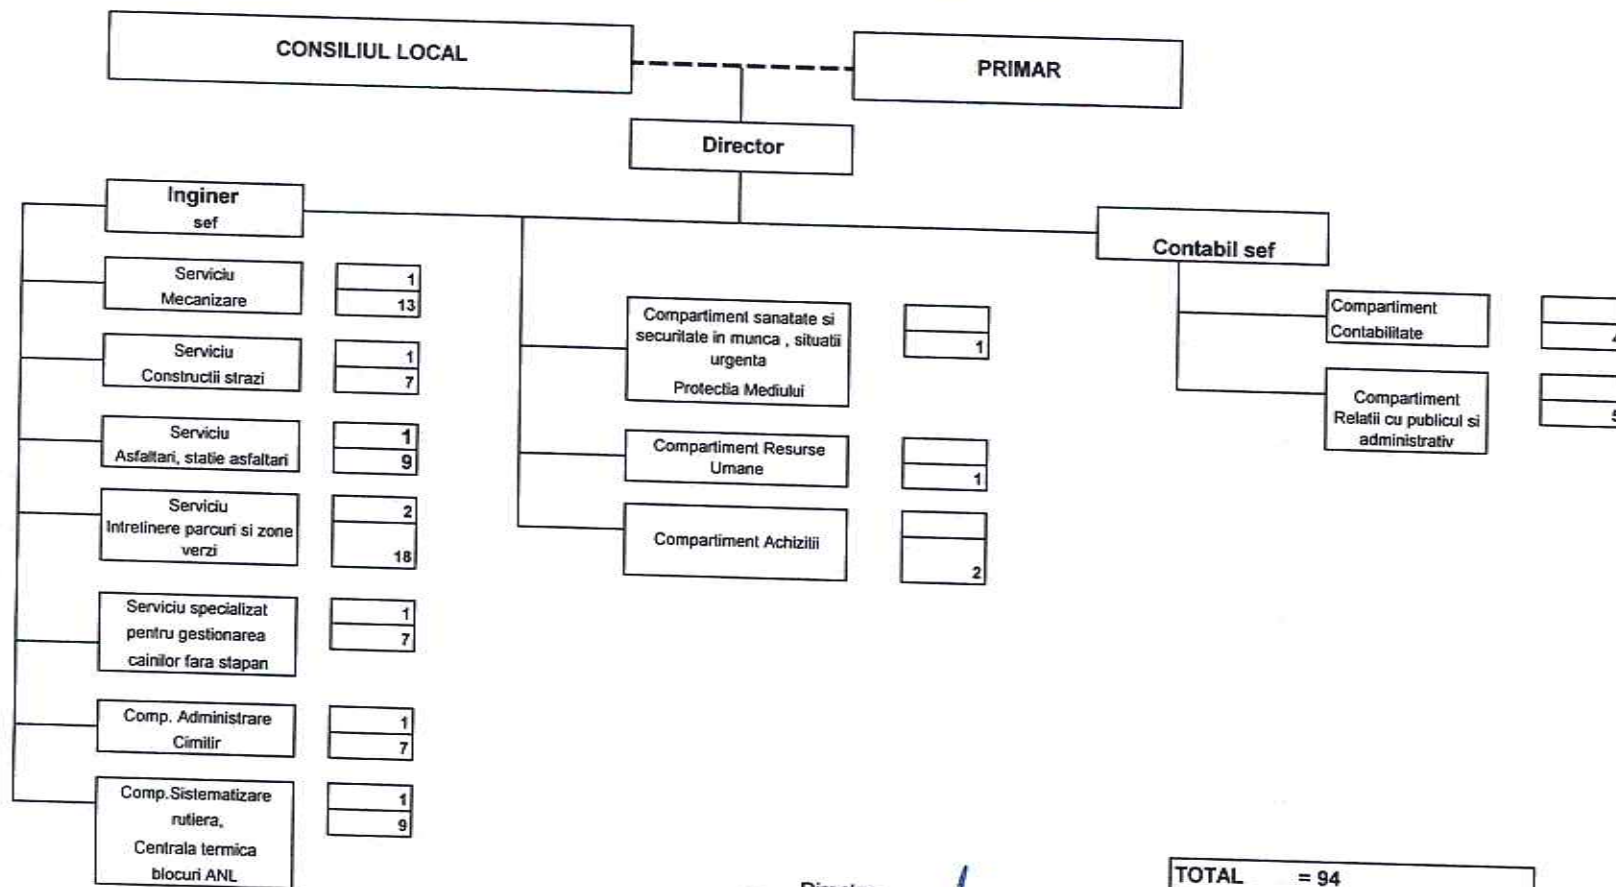 CONSILIUL LOCAL
PRIMAR
Director
Inginer
sef
Contabil sef
Serviciu
Mecanizare
1
13
Serviciu
Constructii strazi
1
7
Serviciu
Asfaltari, statie asfaltari
1
9
Serviciu
Intretinere parcuri si zone
verzi
2
18
Serviciu specializat
pentru gestionarea
cainilor fara stapan
1
7
Comp. Administrare
Cimitir
1
7
Comp.Sistematizare
rutiera,
Centrala termica
blocuri ANL
1
9
Compartiment sanatate si
securitate in munca , situatii
urgenta
Protectia Mediului
1
Compartiment Resurse
Umane
1
Compartiment Achizitii
2
Compartiment
Contabilitate
Compartiment
Relatii cu publicul si
administrativ
Director
TOTAL = 94